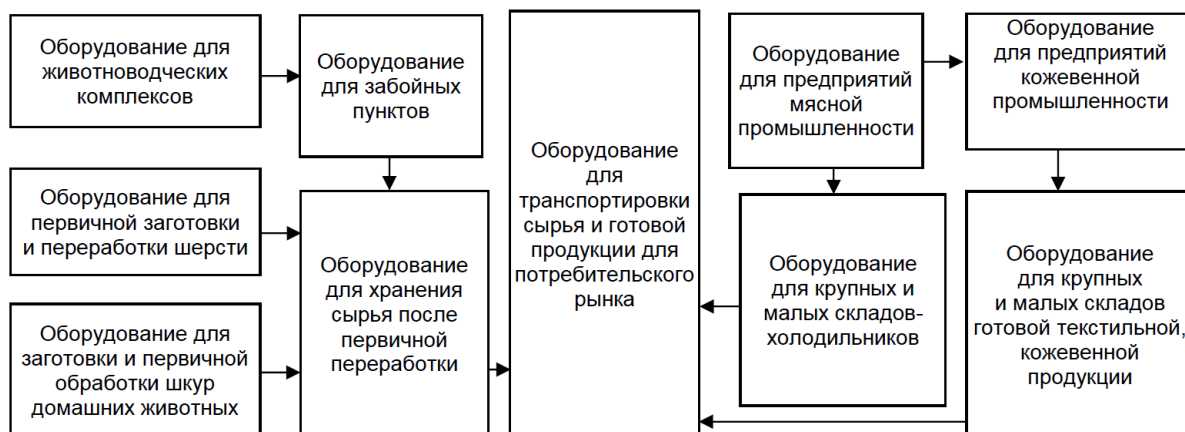 Оборудование для
животноводческих
комплексов
Оборудование
для забойных
пунктов
Оборудование для
первичной заготовки
и переработки шерсти
Оборудование для
заготовки и первичной
обработки шкур
домашних животных
Оборудование
для хранения
сырья после
первичной
переработки
Оборудование
для
транспортировки
сырья и готовой
продукции для
потребительского
рынка
Оборудование
для предприятий
мясной
промышленности
Оборудование
для предприятий
кожевенной
промышленности
Оборудование
для крупных и
малых складов-
холодильников
Оборудование
для крупных
и малых складов
готовой текстильной,
кожевенной
продукции